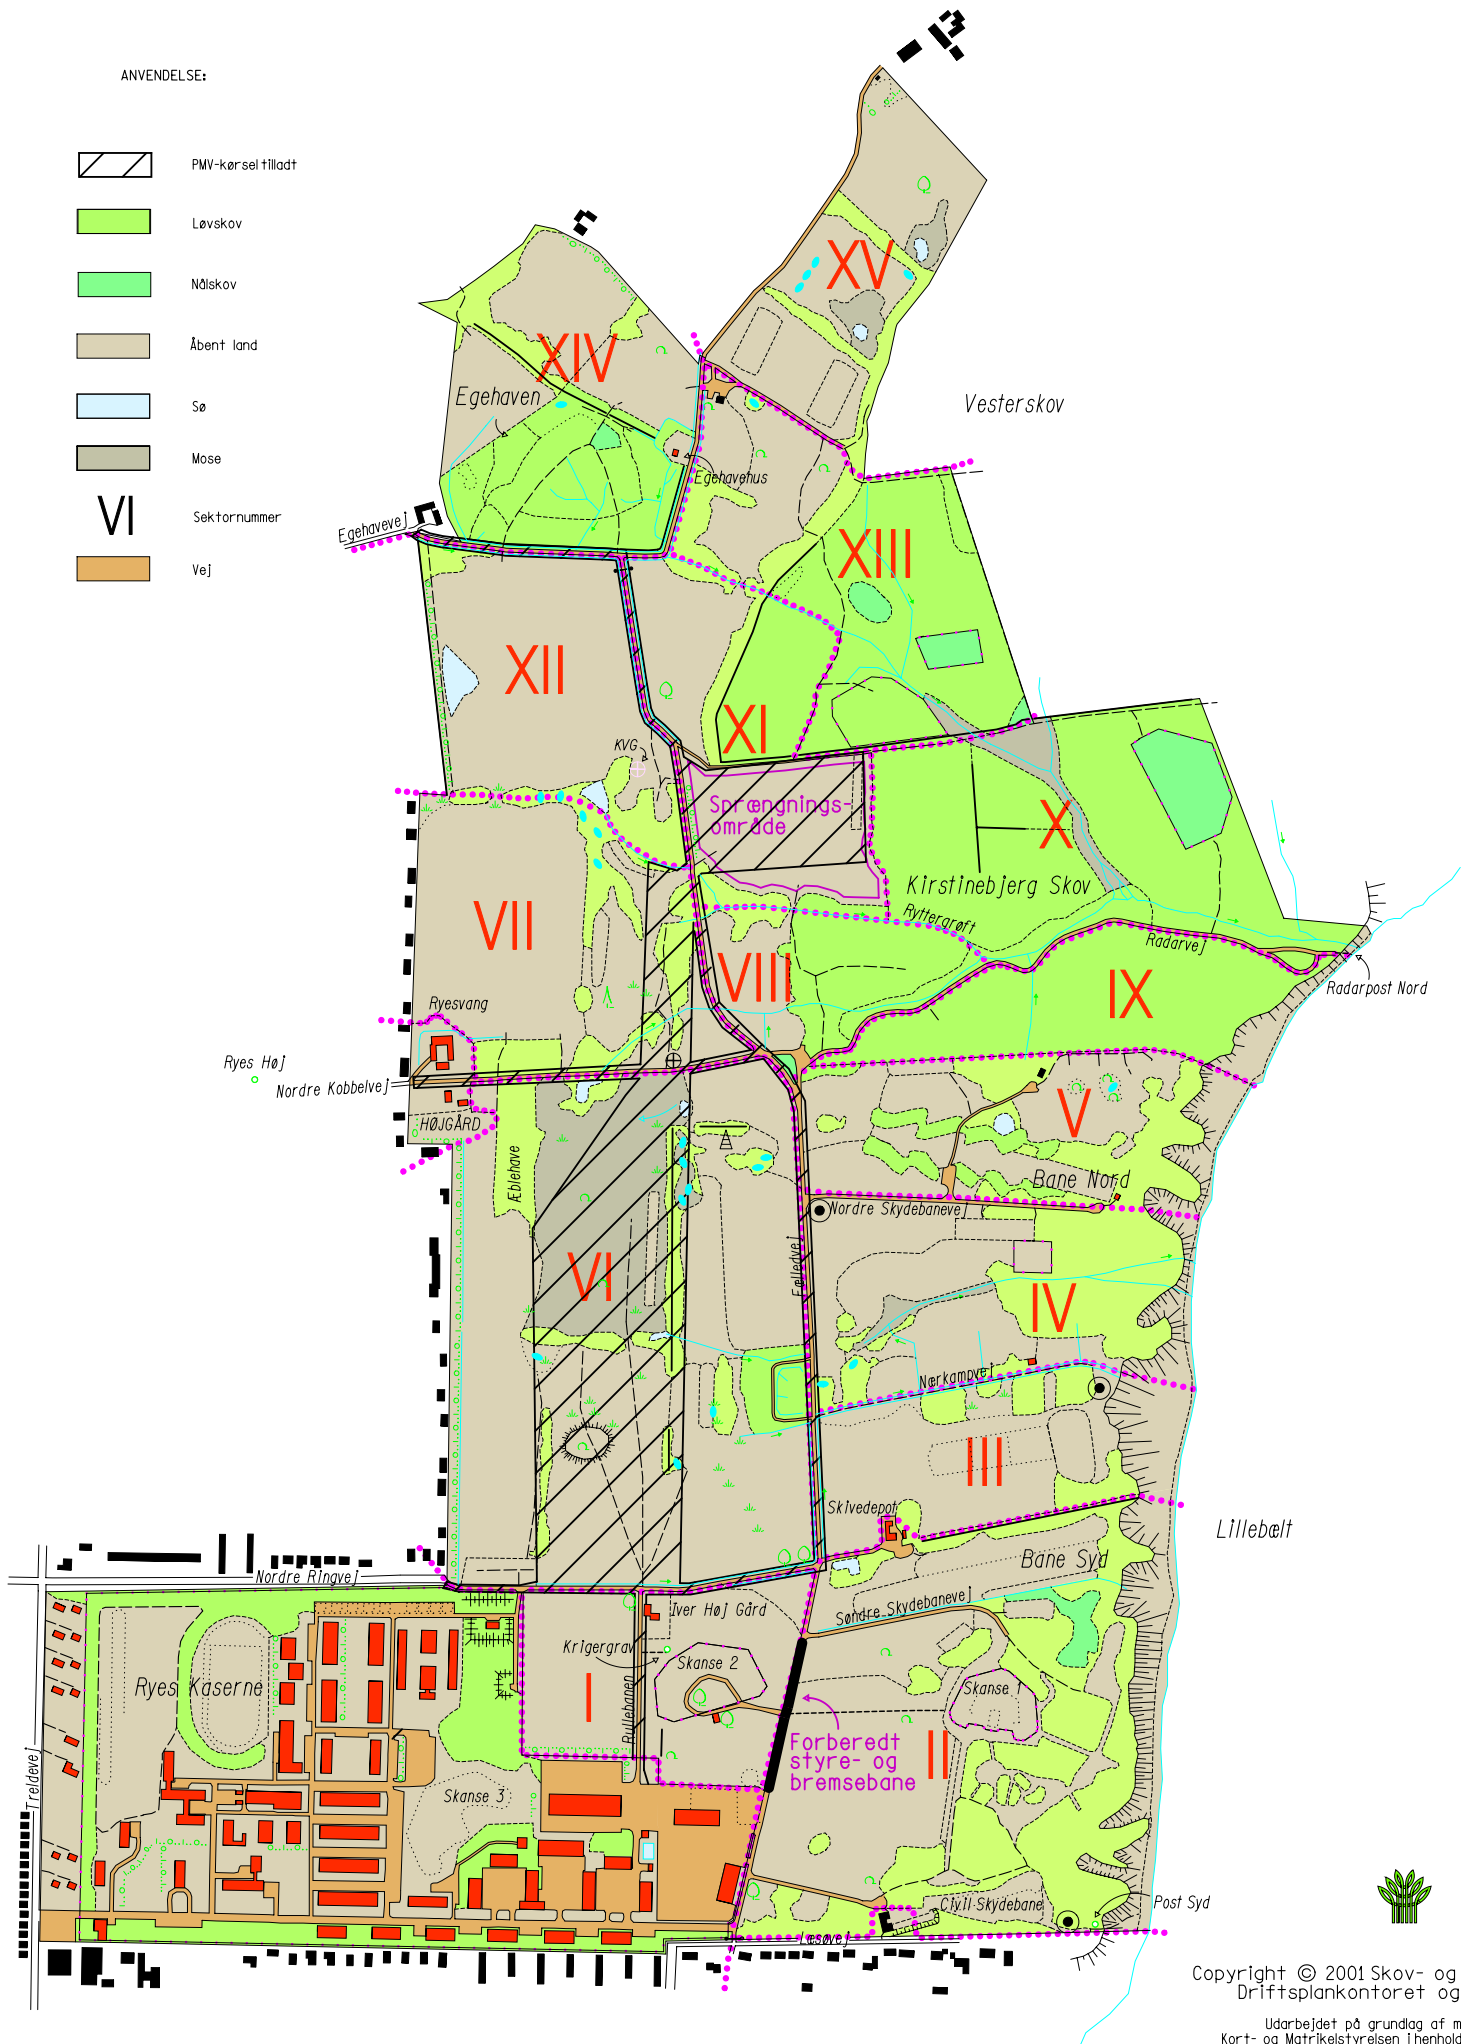 ANVENDELSE:
PMV-kørsel tilladt
Løvskov
Nålskov
Åbent land
Sø
Mose
VI
Sektornummer
Vej
XV
XIV
Egehaven
Vesterskov
Egehavehus
Egehavevej
XIII
XII
XI
KVG
Sprængnings-
område
X
Kirstinebjerg Skov
VII
Ryttergrøft
Radarvej
VIII
IX
Radarpost Nord
Ryesvang
Ryes Høj
Nordre Kobbelvej
HØJGÅRD
V
Æblehave
Bane Nord
Nordre Skydebanevej
Fælledvej
VI
IV
Nærkampvej
III
Skivedepot
Lillebælt
Bane Syd
Nordre Ringvej
Iver Høj Gård
Søndre Skydebanevej
Krigergrav
Skanse 2
Ryes Kaserne
I
Rullebanen
Skanse 1
Forberedt
styre- og
bremsebane
II
Treldevej
Skanse 3
Civil Skydebane
Post Syd
Læsøvej
Copyright © 2001 Skov- og
Driftsplankontoret og
Udarbejdet på grundlag af m
Kort- og Matrikelstyrelsen i henhold